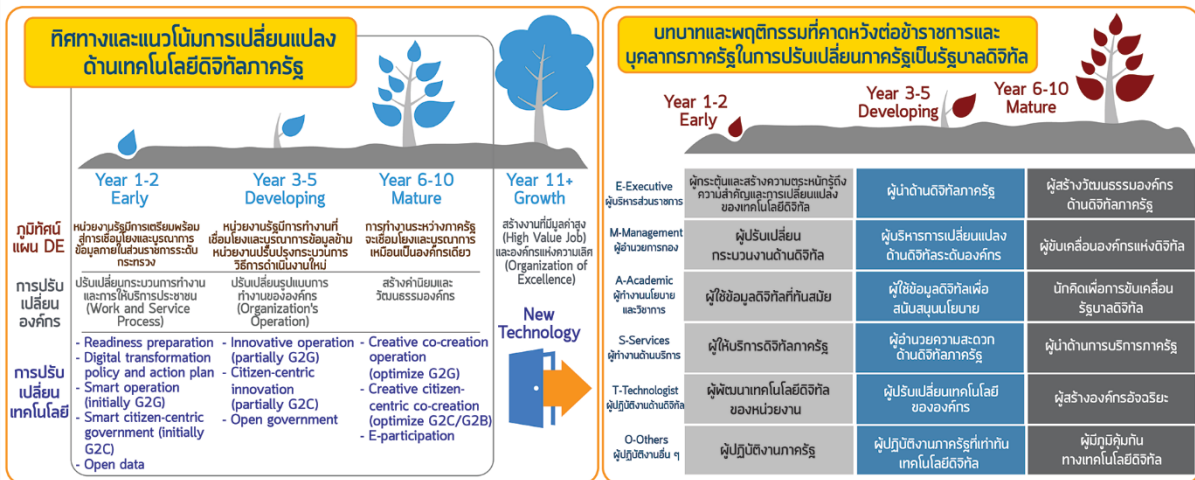 ทิศทางและแนวโน้มการเปลี่ยนแปลง
ด้านเทคโนโลยีดิจิทัลภาครัฐ
Year 1-2
Early
Year 3-5
Developing
Year 6-10
Mature
Year 11+
Growth
ภูมิทัศน์
แผน DE
หน่วยงานรัฐมีการเตรียมพร้อม
สู่การเชื่อมโยงและบูรณาการ
ข้อมูลภายในส่วนราชการระดับ
กระทรวง
หน่วยงานรัฐมีการทำงานที่
เชื่อมโยงและบูรณาการข้อมูลข้าม
หน่วยงานปรับปรุงกระบวนการ
วิธีการดำเนินงานใหม่
การทำงานระหว่างภาครัฐ
จะเชื่อมโยงและบูรณาการ
เหมือนเป็นองค์กรเดียว
สร้างงานที่มีมูลค่าสูง
(High Value Job)
และองค์กรแห่งความเลิศ
(Organization of
Excellence)
การปรับ
เปลี่ยน
องค์กร
ปรับเปลี่ยนกระบวนการทำงาน
และการให้บริการประชาชน
(Work and Service
Process)
ปรับเปลี่ยนรูปแบบการ
ทำงานขององค์กร
(Organization's
Operation)
สร้างค่านิยมและ
วัฒนธรรมองค์กร
New
Technology
การปรับ
เปลี่ยน
เทคโนโลยี
- Readiness preparation
- Digital transformation
policy and action plan
- Smart operation
(initially G2G)
- Smart citizen-centric
government (initially
G2C)
- Open data
- Innovative operation
(partially G2G)
- Citizen-centric
innovation
(partially G2C)
- Open government
- Creative co-creation
operation
(optimize G2G)
- Creative citizen-
centric co-creation
(optimize G2C/G2B)
- E-participation
บทบาทและพฤติกรรมที่คาดหวังต่อข้าราชการและ
บุคลากรภาครัฐในการปรับเปลี่ยนภาครัฐเป็นรัฐบาลดิจิทัล
Year 1-2
Early
Year 3-5
Developing
Year 6-10
Mature
E-Executive
ผู้บริหารส่วนราชการ
ผู้กระตุ้นและสร้างความตระหนักรู้ถึง
ความสำคัญและการเปลี่ยนแปลง
ของเทคโนโลยีดิจิทัล
ผู้นำด้านดิจิทัลภาครัฐ
ผู้สร้างวัฒนธรรมองค์กร
ด้านดิจิทัลภาครัฐ
M-Management
ผู้อำนวยการกอง
ผู้ปรับเปลี่ยน
กระบวนงานด้านดิจิทัล
ผู้บริหารการเปลี่ยนแปลง
ด้านดิจิทัลระดับองค์กร
ผู้ขับเคลื่อนองค์กรแห่งดิจิทัล
A-Academic
ผู้ทำงานนโยบาย
และวิชาการ
ผู้ใช้ข้อมูลดิจิทัลที่ทันสมัย
ผู้ใช้ข้อมูลดิจิทัลเพื่อ
สนับสนุนนโยบาย
นักคิดเพื่อการขับเคลื่อน
รัฐบาลดิจิทัล
S-Services
ผู้ทำงานด้านบริการ
ผู้ให้บริการดิจิทัลภาครัฐ
ผู้อำนวยความสะดวก
ด้านดิจิทัลภาครัฐ
ผู้นำด้านการบริการภาครัฐ
T-Technologist
ผู้ปฏิบัติงานด้านดิจิทัล
ผู้พัฒนาเทคโนโลยีดิจิทัล
ของหน่วยงาน
ผู้ปรับเปลี่ยนเทคโนโลยี
ขององค์กร
ผู้สร้างองค์กรอัจฉริยะ
O-Others
ผู้ปฏิบัติงานอื่น ๆ
ผู้ปฏิบัติงานภาครัฐ
ผู้ปฏิบัติงานภาครัฐที่เท่าทัน
เทคโนโลยีดิจิทัล
ผู้มีภูมิคุ้มกัน
ทางเทคโนโลยีดิจิทัล